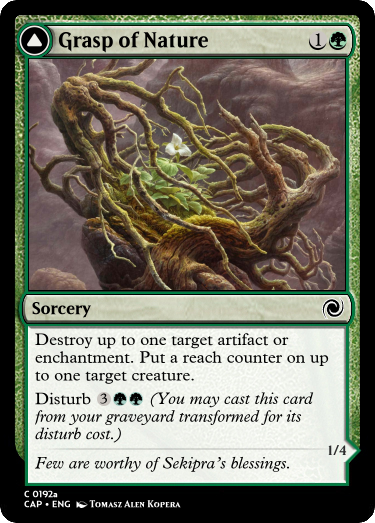 Grasp of Nature 1
Sorcery
Destroy up to one target artifact or
enchantment. Put a reach counter on up
to one target creature.
Disturb 3 (You may cast this card
from your graveyard transformed for its
disturb cost.)
1/4
Few are worthy of Sekipra's blessings.
C 0192a
CAP • ENG Tomasz Alen Kopera